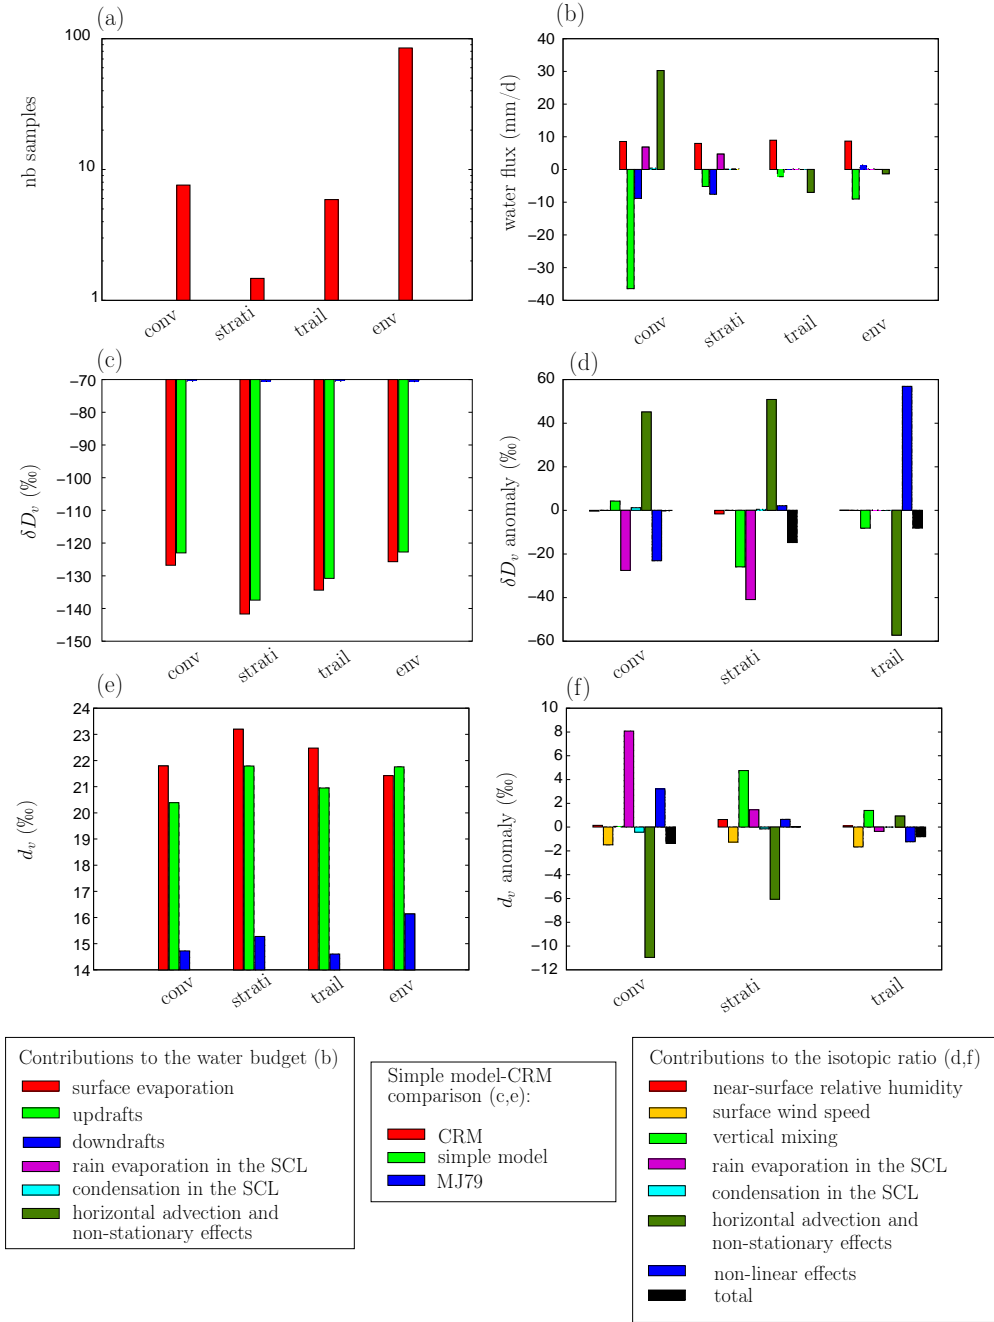 (a)
nb samples
100
10
1
conv
strati
trail
env
(b)
water flux (mm/d)
40
30
20
10
0
−10
−20
−30
−40
conv
strati
trail
env
(c)
δD_v (‰)
−70
−80
−90
−100
−110
−120
−130
−140
−150
conv
strati
trail
env
(d)
δD_v anomaly (‰)
60
40
20
0
−20
−40
−60
conv
strati
trail
(e)
d_v (‰)
24
23
22
21
20
19
18
17
16
15
14
conv
strati
trail
env
(f)
d_v anomaly (‰)
10
8
6
4
2
0
−2
−4
−6
−8
−10
−12
conv
strati
trail
Contributions to the water budget (b)
surface evaporation
updrafts
downdrafts
rain evaporation in the SCL
condensation in the SCL
horizontal advection and
non-stationary effects
Simple model-CRM
comparison (c,e):
CRM
simple model
MJ79
Contributions to the isotopic ratio (d,f)
near-surface relative humidity
surface wind speed
vertical mixing
rain evaporation in the SCL
condensation in the SCL
horizontal advection and
non-stationary effects
non-linear effects
total